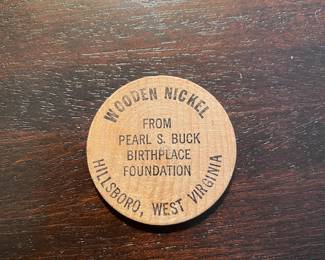 WOODEN NICKEL
FROM
PEARL S. BUCK
BIRTHPLACE
FOUNDATION
HILLSBORO, WEST VIRGINIA